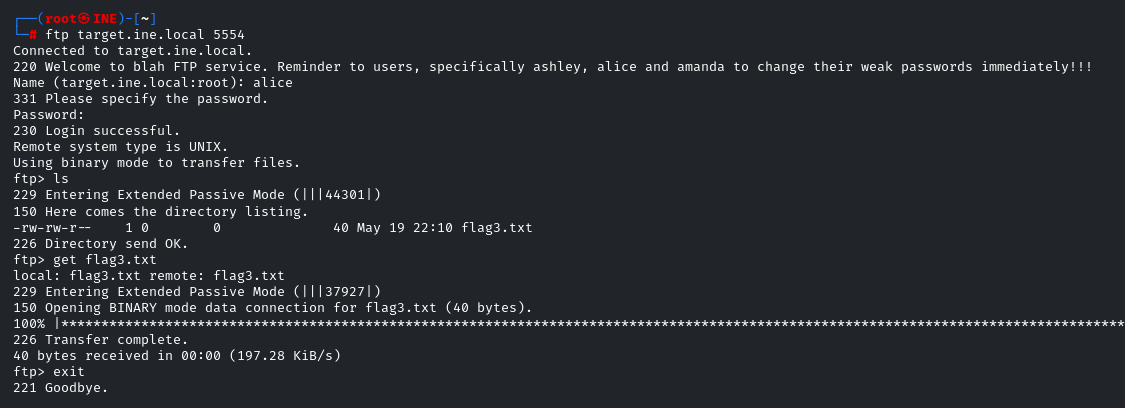 ┌──(root㉿INE)-[~]
└─# ftp target.ine.local 5554
Connected to target.ine.local.
220 Welcome to blah FTP service. Reminder to users, specifically ashley, alice and amanda to change their weak passwords immediately!!!
Name (target.ine.local:root): alice
331 Please specify the password.
Password:
230 Login successful.
Remote system type is UNIX.
Using binary mode to transfer files.
ftp> ls
229 Entering Extended Passive Mode (|||44301|)
150 Here comes the directory listing.
-rw-rw-r--    1 0        0              40 May 19 22:10 flag3.txt
226 Directory send OK.
ftp> get flag3.txt
local: flag3.txt remote: flag3.txt
229 Entering Extended Passive Mode (|||37927|)
150 Opening BINARY mode data connection for flag3.txt (40 bytes).
100% |*************************************************************************************************************************************
226 Transfer complete.
40 bytes received in 00:00 (197.28 KiB/s)
ftp> exit
221 Goodbye.